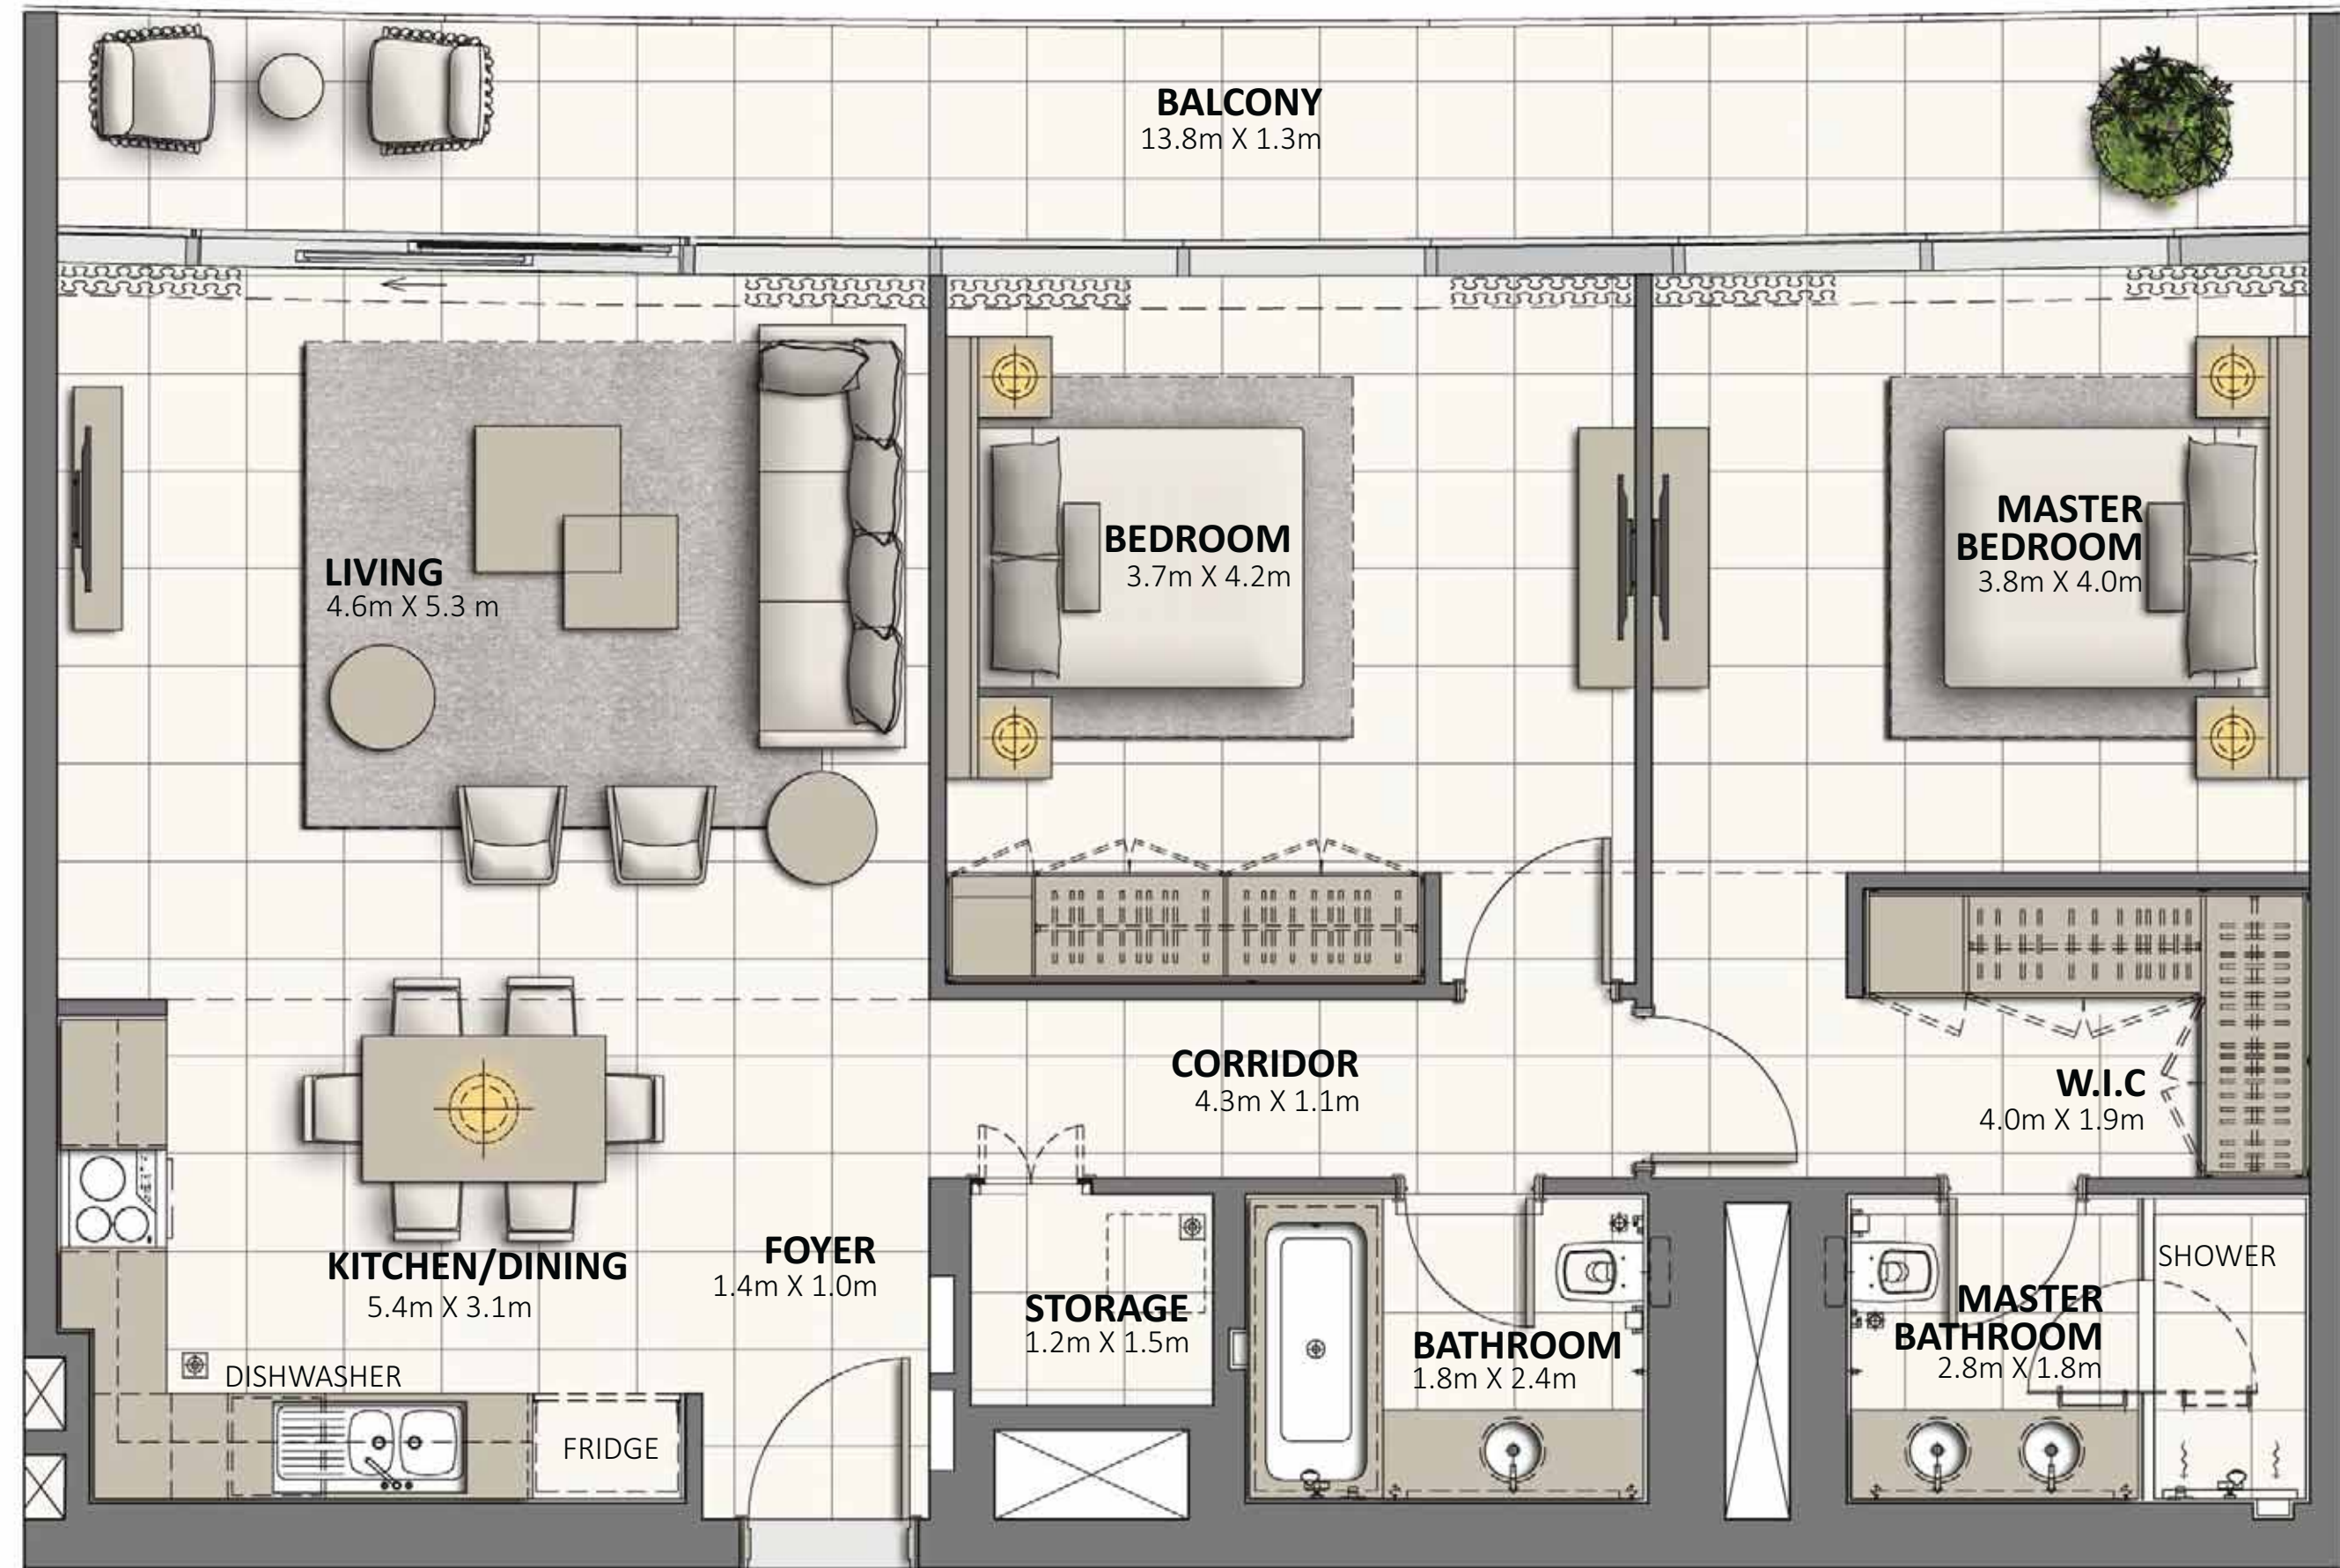 BALCONY
13.8m X 1.3m
LIVING
4.6m X 5.3 m
BEDROOM
3.7m X 4.2m
MASTER
BEDROOM
3.8m X 4.0m
CORRIDOR
4.3m X 1.1m
W.I.C
4.0m X 1.9m
KITCHEN/DINING
5.4m X 3.1m
FOYER
1.4m X 1.0m
STORAGE
1.2m X 1.5m
BATHROOM
1.8m X 2.4m
MASTER
BATHROOM
2.8m X 1.8m
SHOWER
DISHWASHER
FRIDGE